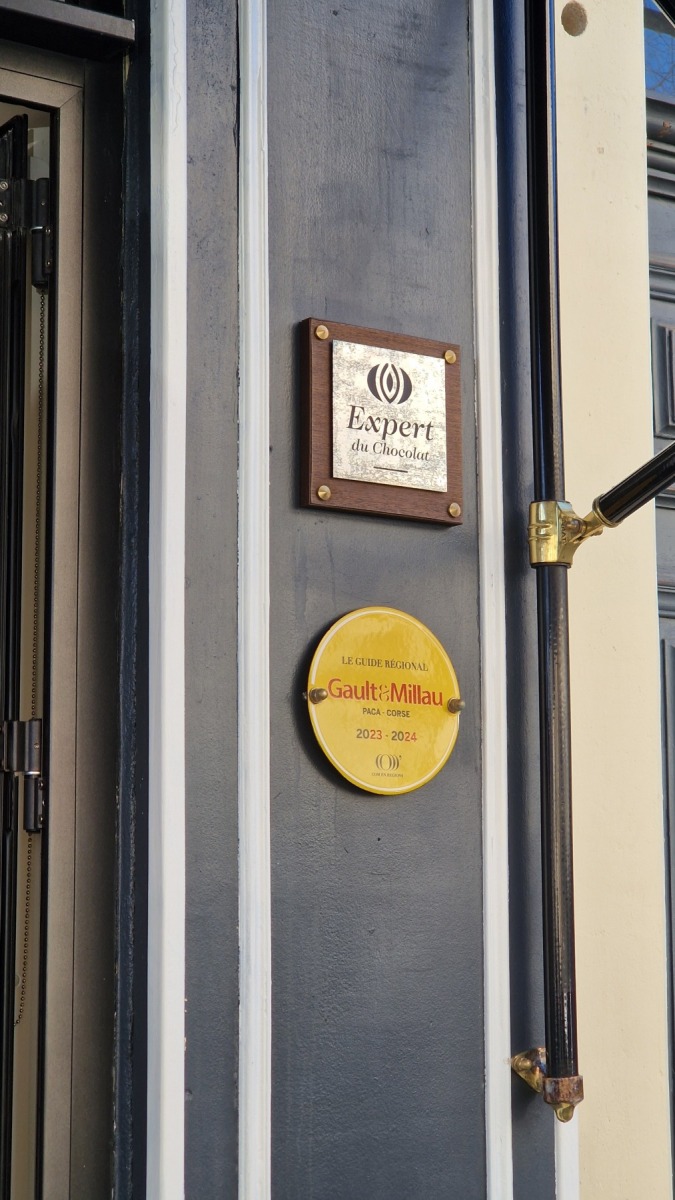 Expert
du Chocolat
LE GUIDE RÉGIONAL
Gault&Millau
PACA - CORSE
2023 - 2024